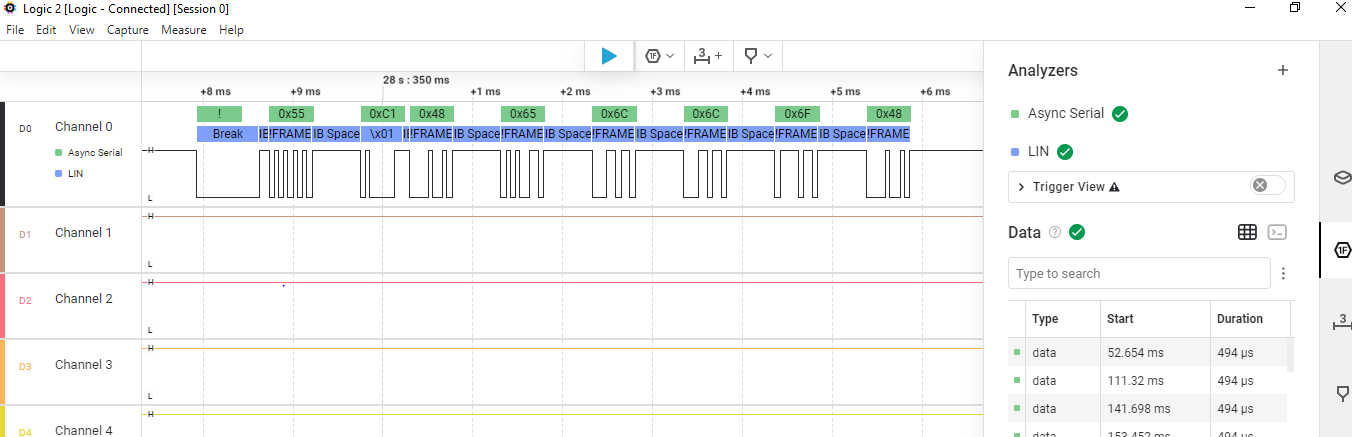 Logic 2 [Logic - Connected] [Session 0]
File Edit View Capture Measure Help
1F 3 +
28 s : 350 ms
+8 ms +9 ms +1 ms +2 ms +3 ms +4 ms +5 ms +6 ms
D0 Channel 0
Async Serial
LIN
H
L
! 0x55 0xC1 0x48 0x65 0x6C 0x6C 0x6F 0x48
Break IB !FRAME IB Space \x01 !FRAME IB Space !FRAME IB Space !FRAME IB Space !FRAME IB Space !FRAME IB Space !FRAME
D1 Channel 1
H
L
D2 Channel 2
H
L
D3 Channel 3
H
L
D4 Channel 4
H
Analyzers +
Async Serial
LIN
Trigger View
Data ?
Type to search
Type Start Duration
data 52.654 ms 494 µs
data 111.32 ms 494 µs
data 141.698 ms 494 µs
data 153.452 ms 494 µs
1F
3